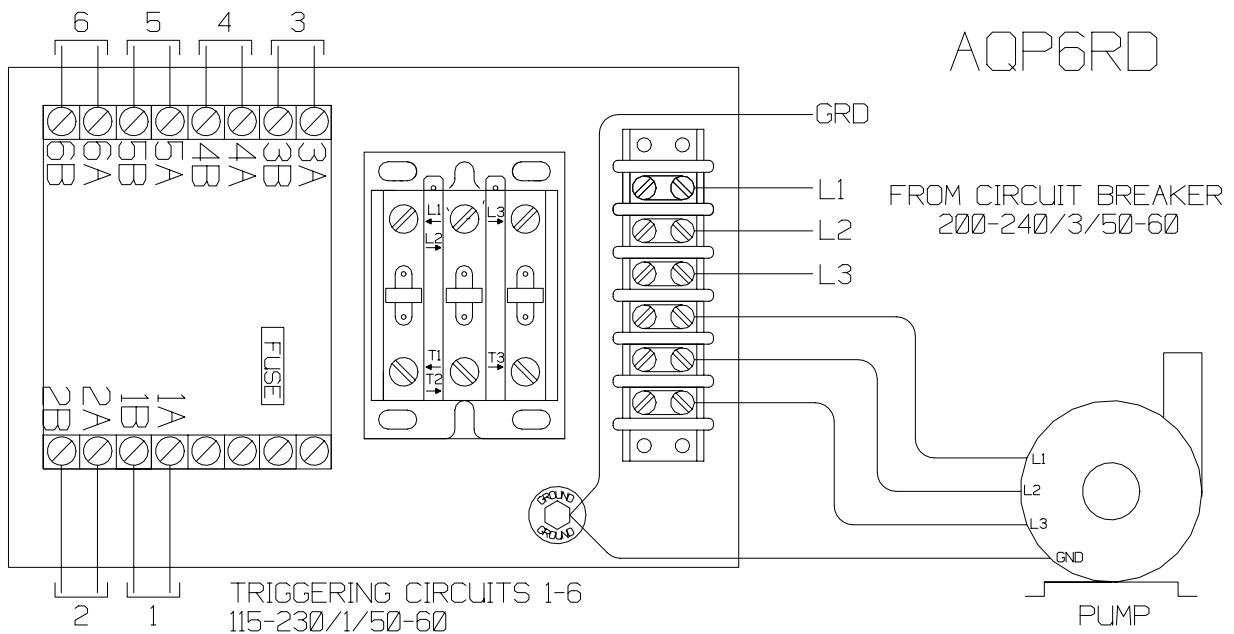 6 5 4 3
AQP6RD
GRD
6B 6A 5B 5A 4B 4A 3B 3A
L1
L1 L3
L2
FROM CIRCUIT BREAKER
200-240/3/50-60
L2
L3
FUSE
T1 T3
T2
2B 2A 1B 1A
L1
L2
L3
GND
GROUND
GROUND
TRIGGERING CIRCUITS 1-6
115-230/1/50-60
2 1
PUMP